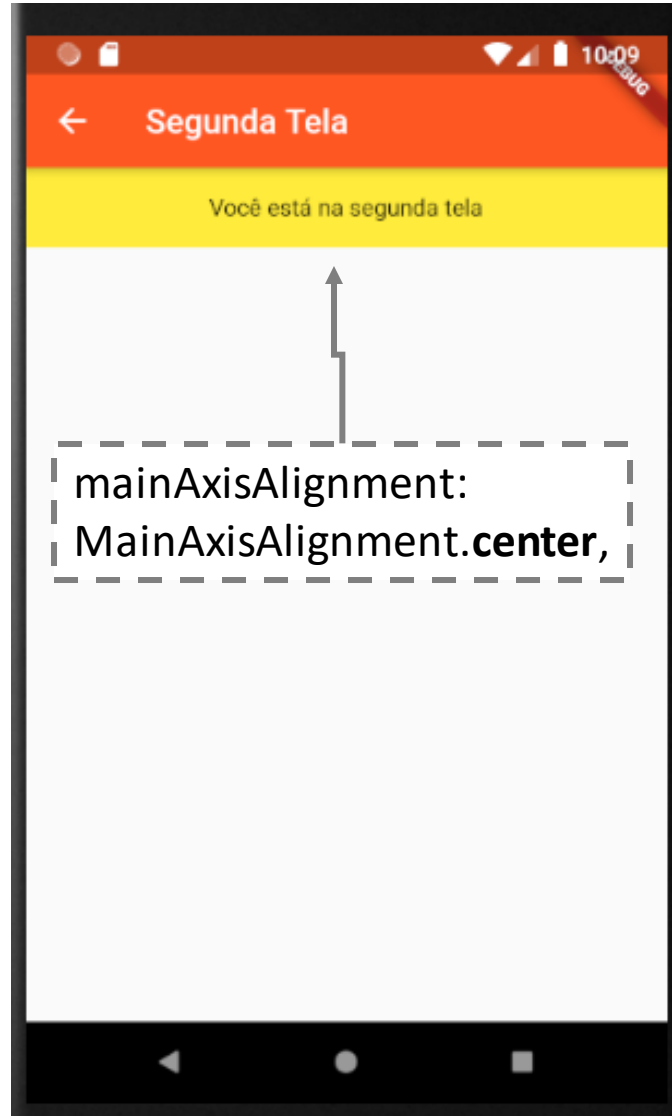 10:09
DEBUG
Segunda Tela
Você está na segunda tela
mainAxisAlignment:
MainAxisAlignment.center,